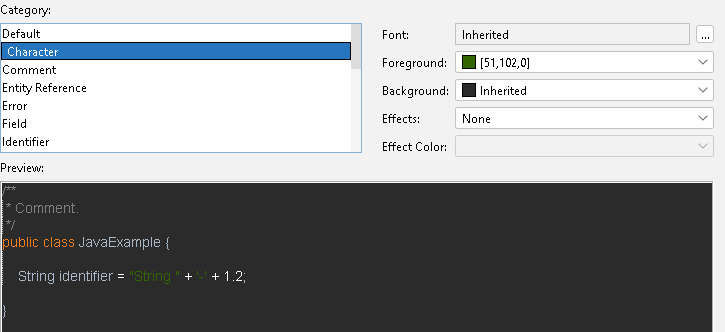 Category:
Default
Character
Comment
Entity Reference
Error
Field
Identifier
Font: Inherited ...
Foreground: [51,102,0]
Background: Inherited
Effects: None
Effect Color:
Preview:
/**
* Comment.
*/
public class JavaExample {
String identifier = "String " + '-' + 1.2;
}